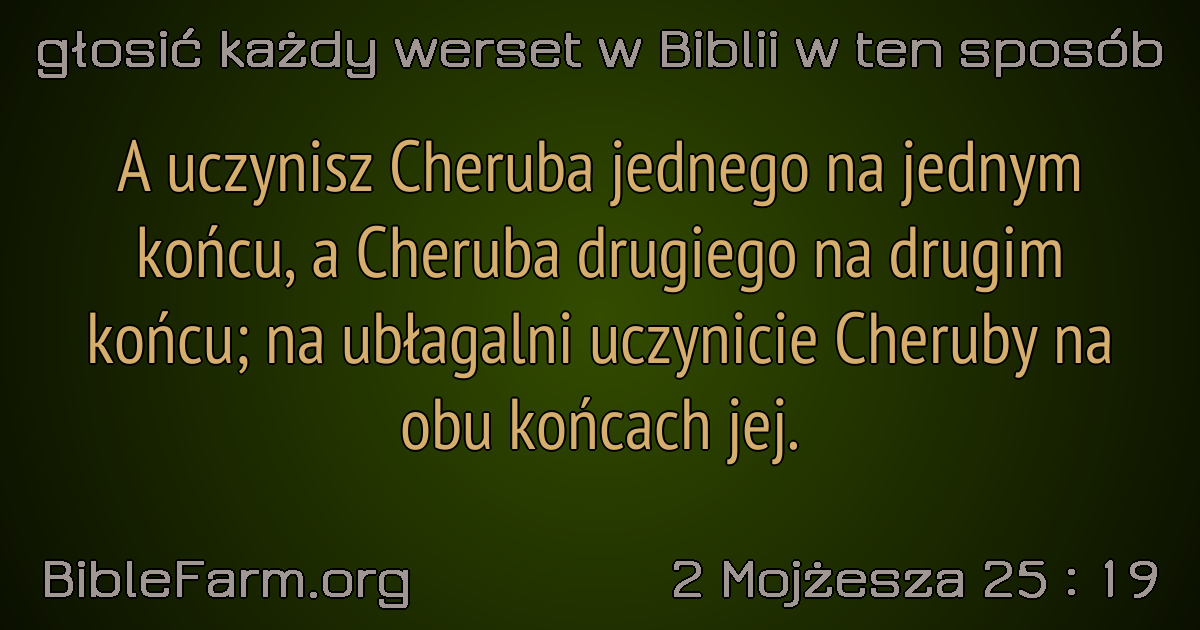 głosić każdy werset w Biblii w ten sposób
A uczynisz Cheruba jednego na jednym
końcu, a Cheruba drugiego na drugim
końcu; na ubłagalni uczynicie Cheruby na
obu końcach jej.
BibleFarm.org
2 Mojżesza 25 : 19